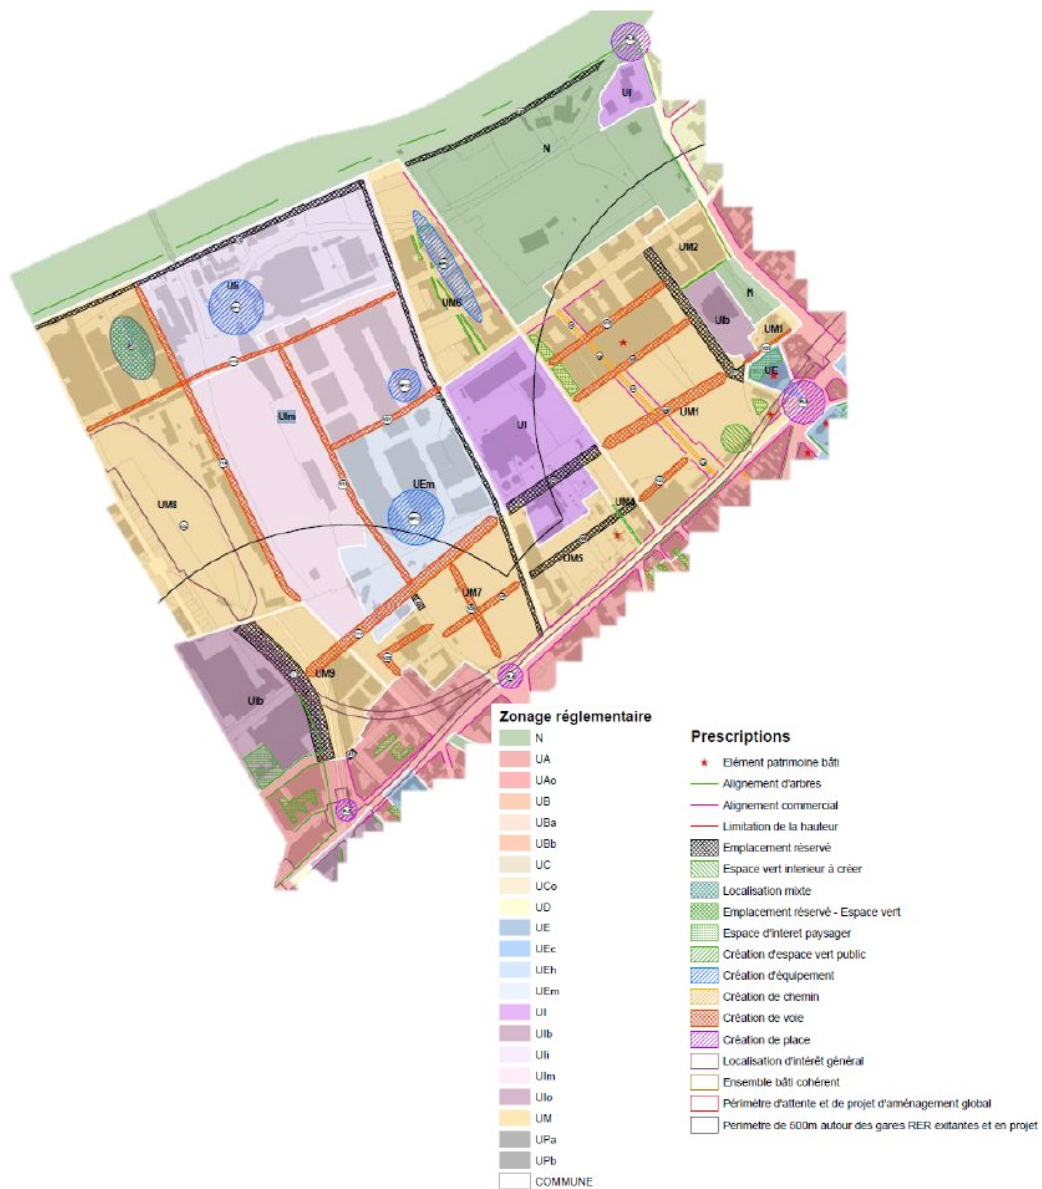 UI
N
UM2
UIi
UM6
N
UIb
UM1
UE
UIm
UI
UM1
UEm
UM8
UM4
UM5
UM7
UM9
UIb
Zonage réglementaire
N
UA
UAo
UB
UBa
UBb
UC
UCo
UD
UE
UEc
UEh
UEm
UI
UIb
UIi
UIm
UIo
UM
UPa
UPb
COMMUNE
Prescriptions
Elément patrimoine bâti
Alignement d'arbres
Alignement commercial
Limitation de la hauteur
Emplacement réservé
Espace vert interieur à créer
Localisation mixte
Emplacement réservé - Espace vert
Espace d'interet paysager
Création d'espace vert public
Création d'équipement
Création de chemin
Création de voie
Création de place
Localisation d'intérêt général
Ensemble bâti cohérent
Périmètre d'attente et de projet d'aménagement global
Perimetre de 500m autour des gares RER exitantes et en projet